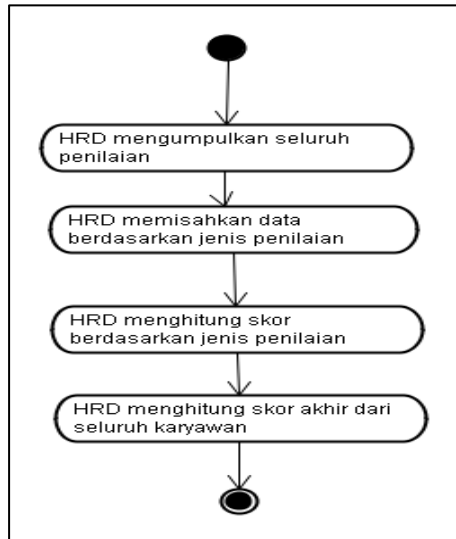 HRD mengumpulkan seluruh
penilaian
HRD memisahkan data
berdasarkan jenis penilaian
HRD menghitung skor
berdasarkan jenis penilaian
HRD menghitung skor akhir dari
seluruh karyawan